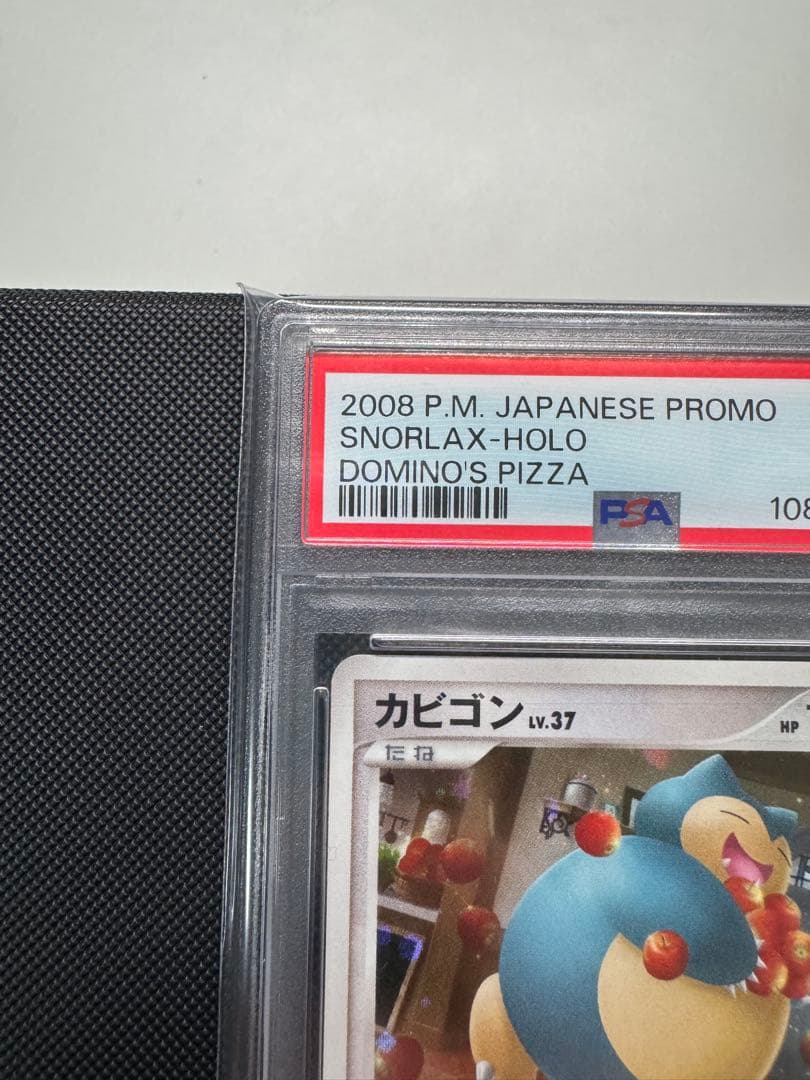 2008 P.M. JAPANESE PROMO
SNORLAX-HOLO
DOMINO'S PIZZA
PSA
108
カビゴン LV.37
HP
たね